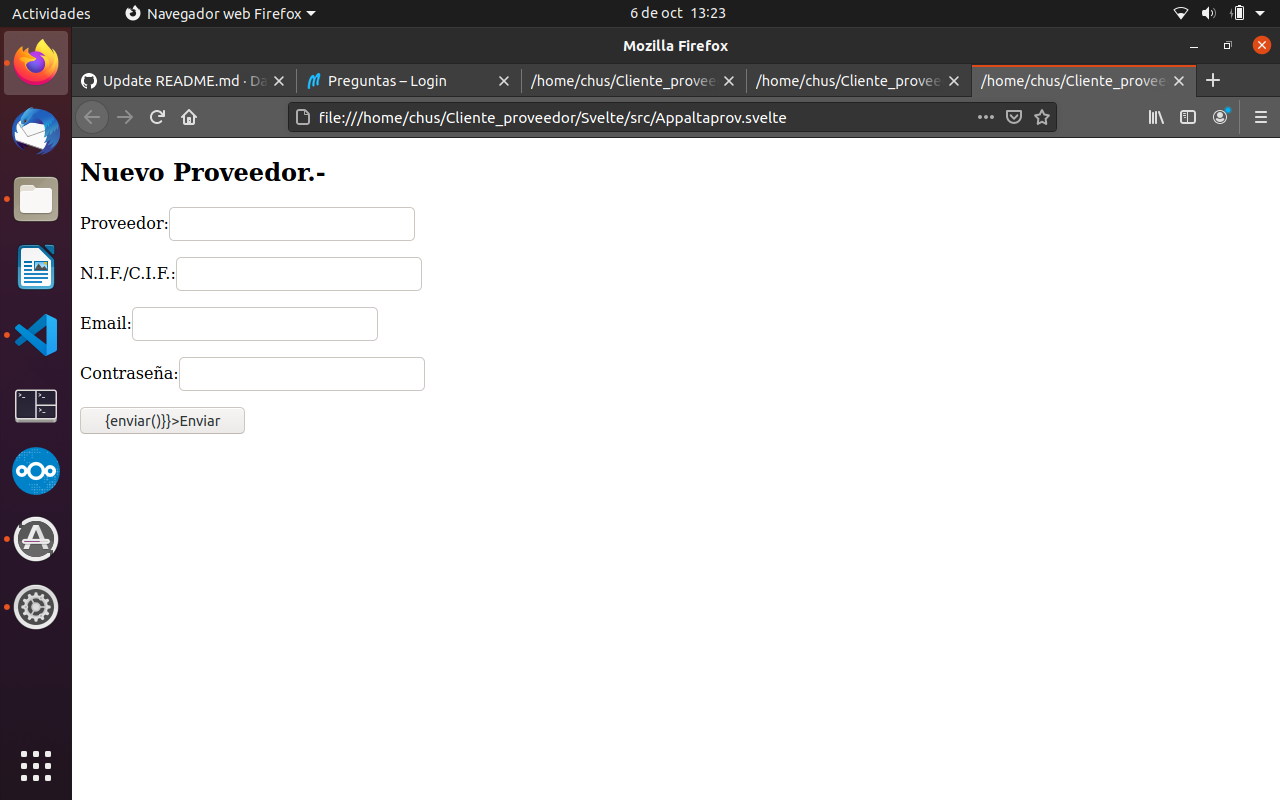 Actividades
Navegador web Firefox
6 de oct 13:23
Mozilla Firefox
Update README.md · Da
Preguntas – Login
/home/chus/Cliente_provee
/home/chus/Cliente_provee
/home/chus/Cliente_provee
file:///home/chus/Cliente_proveedor/Svelte/src/Appaltaprov.svelte
Nuevo Proveedor.-
Proveedor:
N.I.F./C.I.F.:
Email:
Contraseña:
{enviar()}}>Enviar